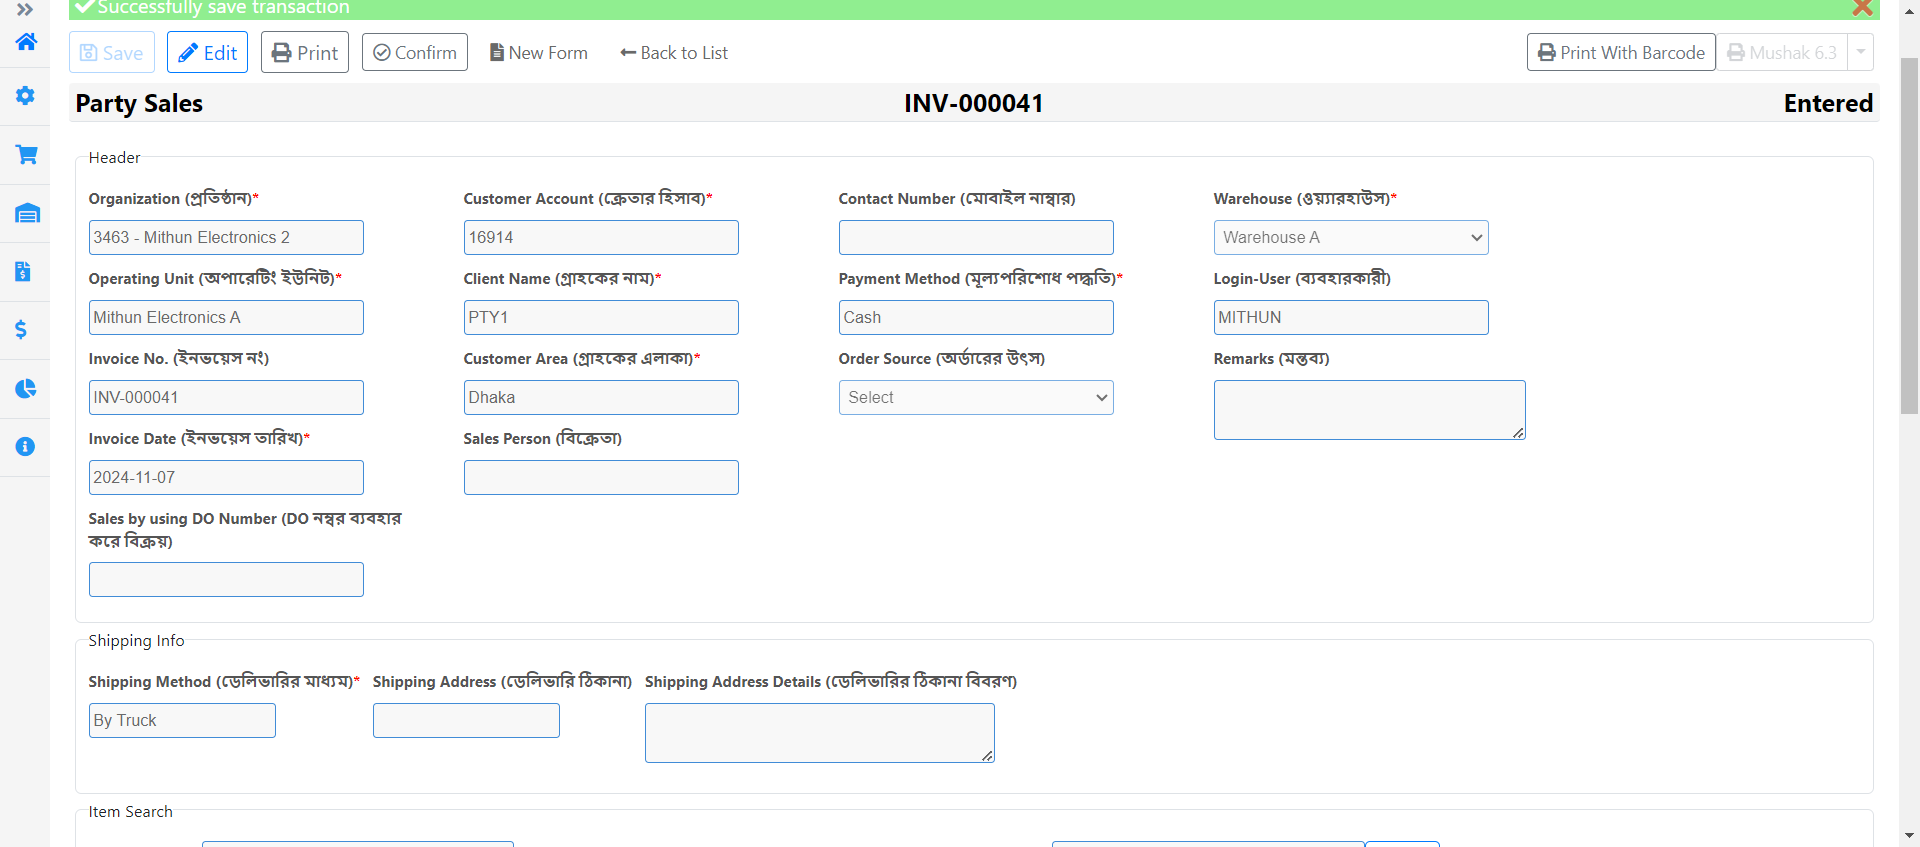 Successfully save transaction
Save Edit Print Confirm New Form Back to List Print With Barcode Mushak 6.3
Party Sales INV-000041 Entered
Header
Organization (প্রতিষ্ঠান)* Customer Account (ক্রেতার হিসাব)* Contact Number (মোবাইল নাম্বার) Warehouse (ওয়্যারহাউস)*
3463 - Mithun Electronics 2 16914 Warehouse A
Operating Unit (অপারেটিং ইউনিট)* Client Name (গ্রাহকের নাম)* Payment Method (মূল্যপরিশোধ পদ্ধতি)* Login-User (ব্যবহারকারী)
Mithun Electronics A PTY1 Cash MITHUN
Invoice No. (ইনভয়েস নং) Customer Area (গ্রাহকের এলাকা)* Order Source (অর্ডারের উৎস) Remarks (মন্তব্য)
INV-000041 Dhaka Select
Invoice Date (ইনভয়েস তারিখ)* Sales Person (বিক্রেতা)
2024-11-07
Sales by using DO Number (DO নম্বর ব্যবহার
করে বিক্রয়)
Shipping Info
Shipping Method (ডেলিভারির মাধ্যম)* Shipping Address (ডেলিভারি ঠিকানা) Shipping Address Details (ডেলিভারির ঠিকানা বিবরণ)
By Truck
Item Search